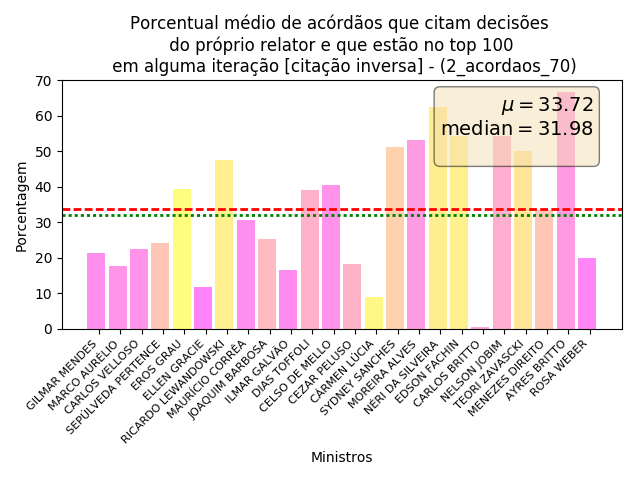 Porcentual médio de acórdãos que citam decisões
do próprio relator e que estão no top 100
em alguma iteração [citação inversa] - (2_acordaos_70)
μ = 33.72
median = 31.98
Porcentagem
70
60
50
40
30
20
10
0
GILMAR MENDES
MARCO AURÉLIO
CARLOS VELLOSO
SEPÚLVEDA PERTENCE
EROS GRAU
ELLEN GRACIE
RICARDO LEWANDOWSKI
MAURÍCIO CORRÊA
JOAQUIM BARBOSA
ILMAR GALVÃO
DIAS TOFFOLI
CELSO DE MELLO
CEZAR PELUSO
CÁRMEN LÚCIA
SYDNEY SANCHES
MOREIRA ALVES
NÉRI DA SILVEIRA
EDSON FACHIN
CARLOS BRITTO
NELSON JOBIM
TEORI ZAVASCKI
MENEZES DIREITO
AYRES BRITTO
ROSA WEBER
Ministros